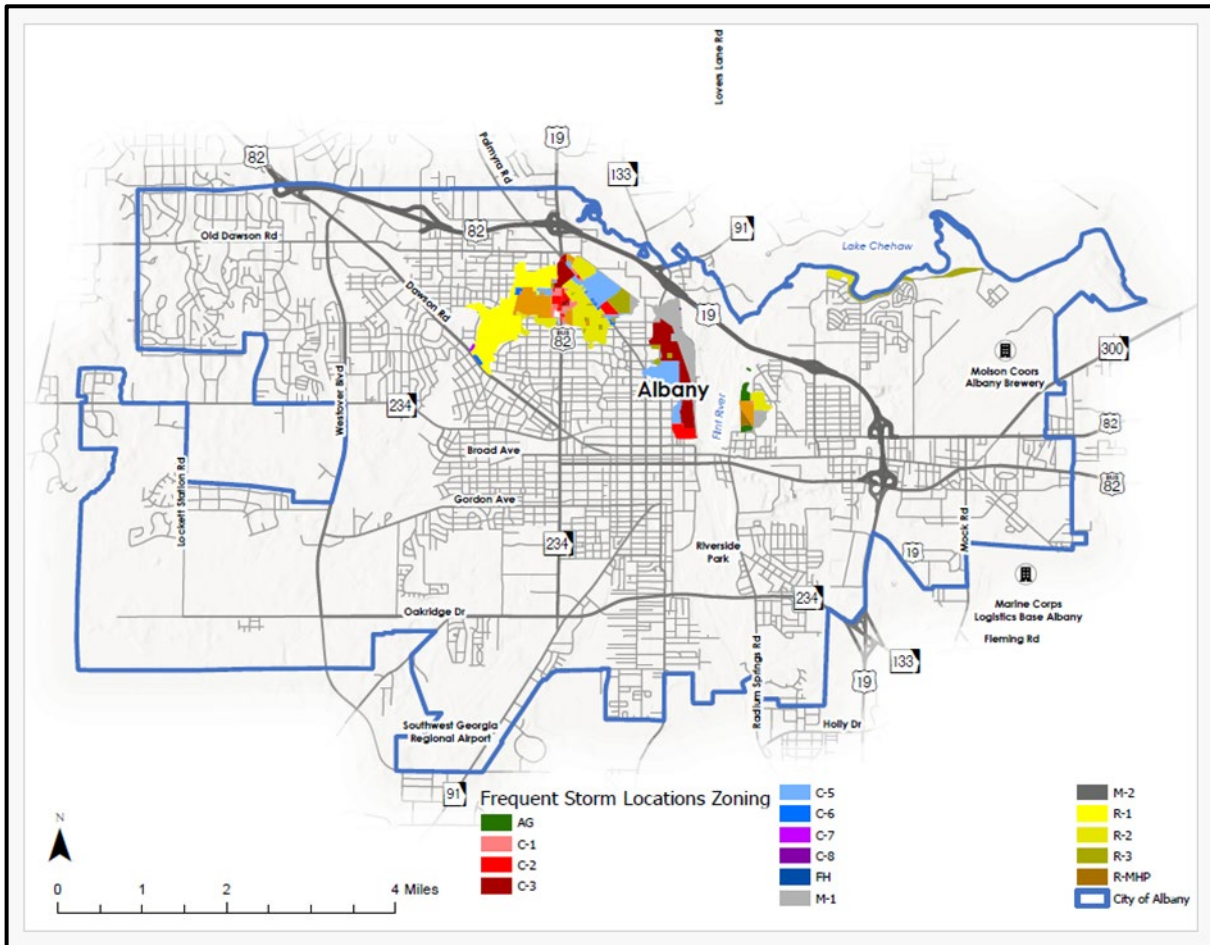 Lovers Lane Rd
19
82
Palmyra Rd
133
91
Old Dawson Rd
82
Lake Chehaw
Dawson Rd
19
BUS
82
300
Molson Coors
Albany Brewery
Westover Blvd
Albany
234
Flint River
82
Broad Ave
BUS
82
Lockett Station Rd
Gordon Ave
Mock Rd
234
Riverside
Park
19
Marine Corps
Logistics Base Albany
234
Oakridge Dr
Fleming Rd
133
Radium Springs Rd
19
Southwest Georgia
Regional Airport
Holly Dr
91
Frequent Storm Locations Zoning
AG
C-1
C-2
C-3
C-5
C-6
C-7
C-8
FH
M-1
M-2
R-1
R-2
R-3
R-MHP
City of Albany
N
0 1 2 4 Miles